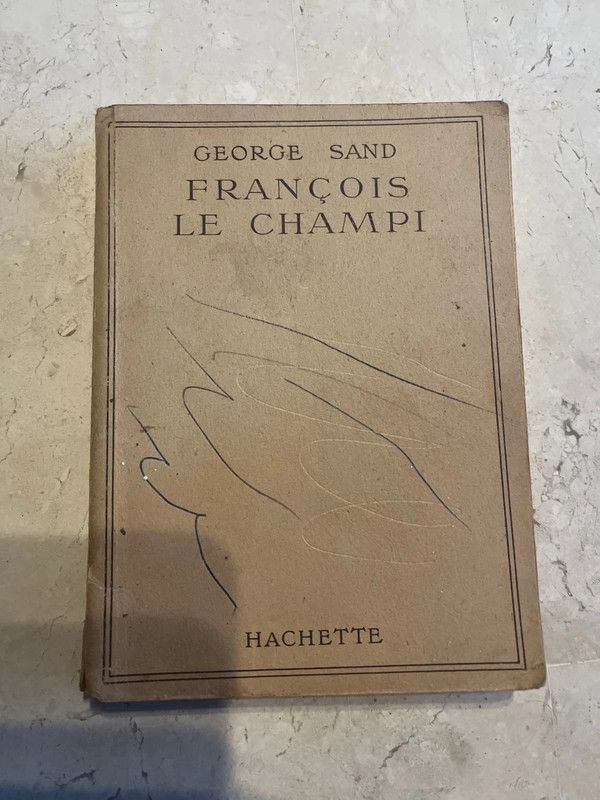 GEORGE SAND
FRANÇOIS
LE CHAMPI
HACHETTE